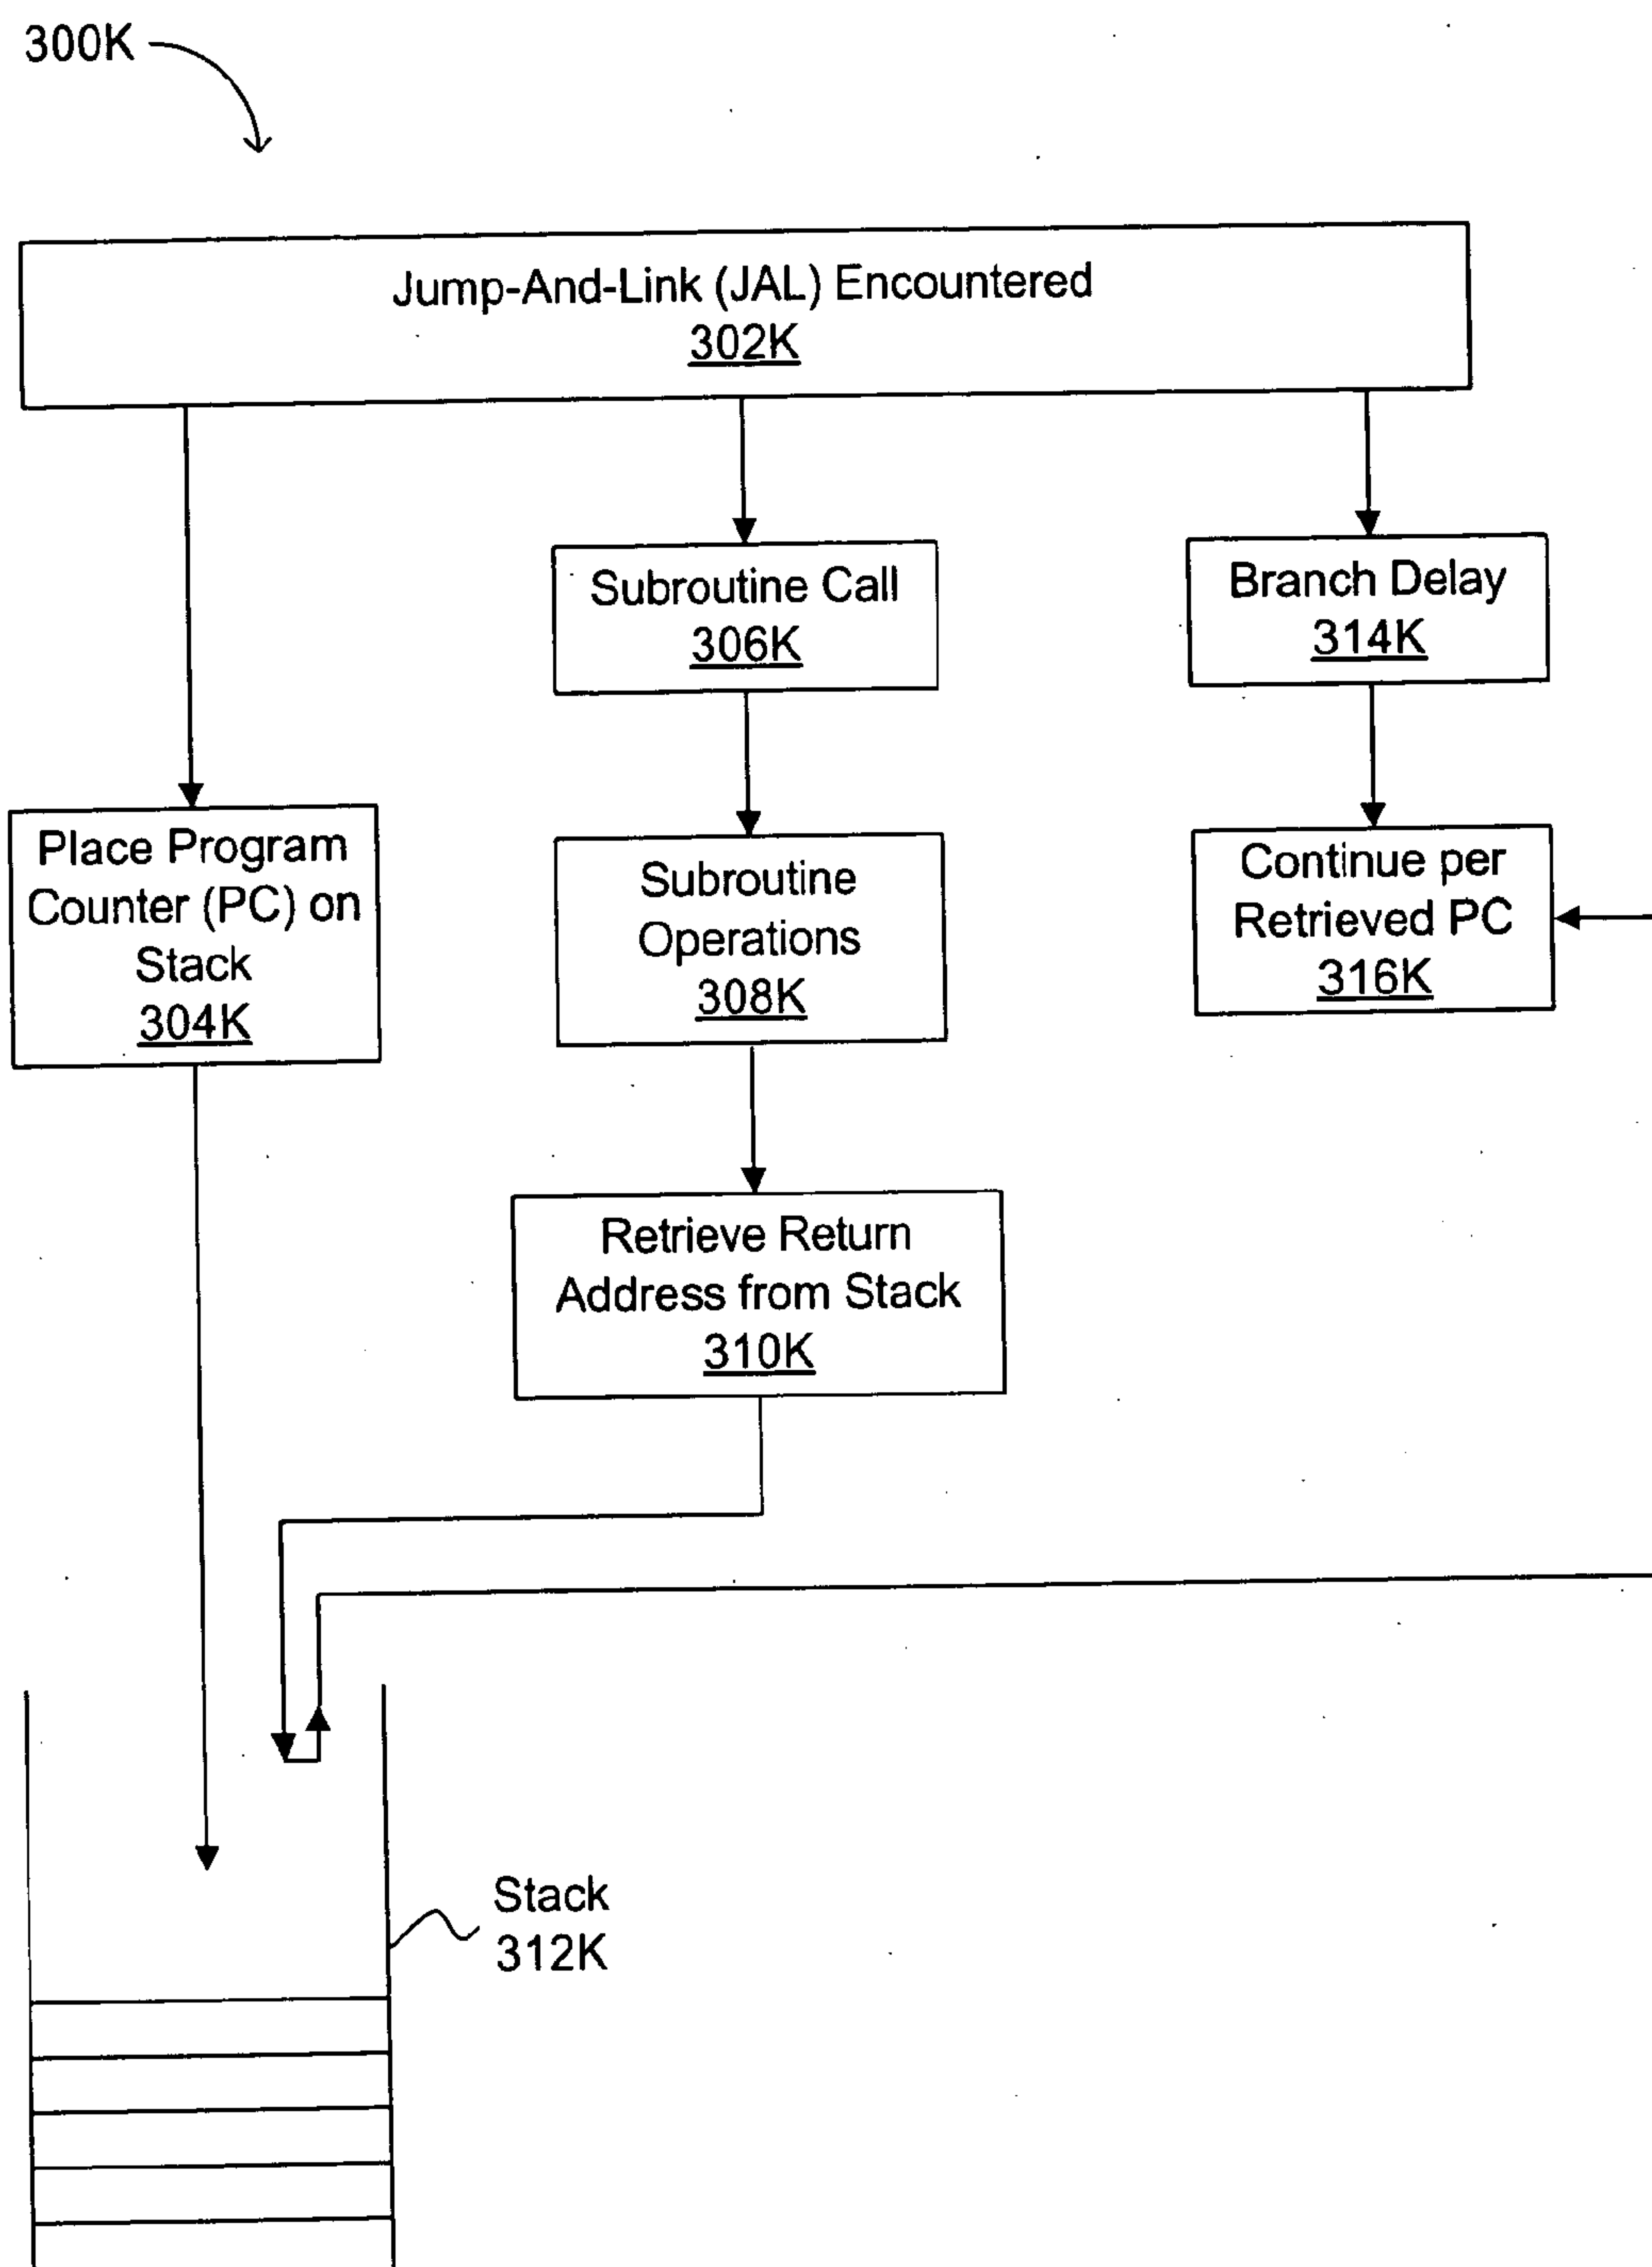 300K
Jump-And-Link (JAL) Encountered
302K
Subroutine Call
306K
Branch Delay
314K
Place Program
Counter (PC) on
Stack
304K
Subroutine
Operations
308K
Continue per
Retrieved PC
316K
Retrieve Return
Address from Stack
310K
Stack
312K